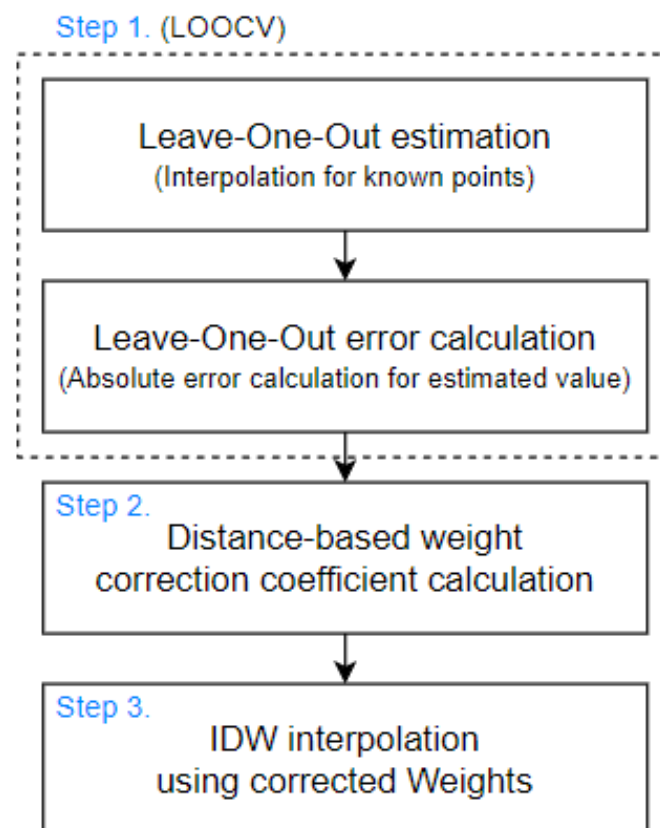 Step 1. (LOOCV)
Leave-One-Out estimation
(Interpolation for known points)
Leave-One-Out error calculation
(Absolute error calculation for estimated value)
Step 2.
Distance-based weight
correction coefficient calculation
Step 3.
IDW interpolation
using corrected Weights